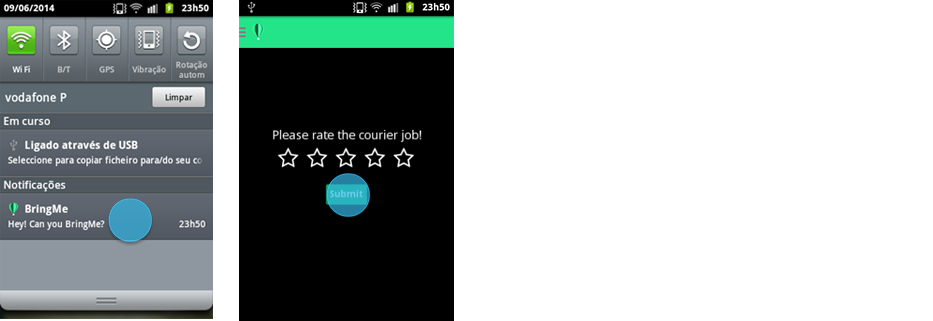 09/06/2014 23h50
Wi Fi
B/T
GPS
Vibração
Rotação
autom
vodafone P
Limpar
Em curso
Ligado através de USB
Seleccione para copiar ficheiro para/do seu co
Notificações
BringMe
Hey! Can you BringMe? 23h50
23h50
Please rate the courier job!
Submit